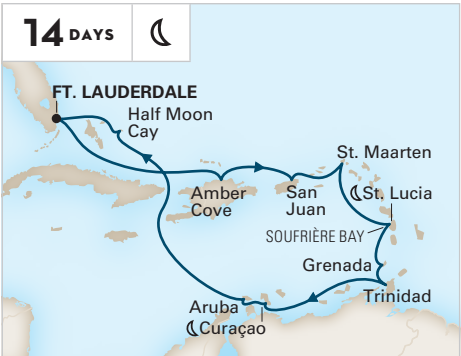 14 DAYS
FT. LAUDERDALE
Half Moon
Cay
St. Maarten
Amber
Cove
San
Juan
St. Lucia
SOUFRIÈRE BAY
Grenada
Trinidad
Aruba
Curaçao